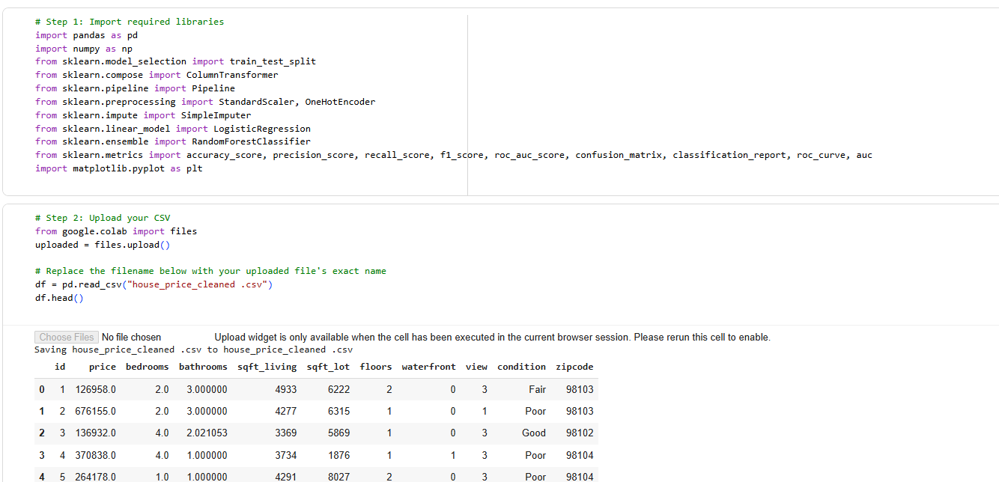 # Step 1: Import required libraries
import pandas as pd
import numpy as np
from sklearn.model_selection import train_test_split
from sklearn.compose import ColumnTransformer
from sklearn.pipeline import Pipeline
from sklearn.preprocessing import StandardScaler, OneHotEncoder
from sklearn.impute import SimpleImputer
from sklearn.linear_model import LogisticRegression
from sklearn.ensemble import RandomForestClassifier
from sklearn.metrics import accuracy_score, precision_score, recall_score, f1_score, roc_auc_score, confusion_matrix, classification_report, roc_curve, auc
import matplotlib.pyplot as plt
# Step 2: Upload your CSV
from google.colab import files
uploaded = files.upload()
# Replace the filename below with your uploaded file's exact name
df = pd.read_csv("house_price_cleaned .csv")
df.head()
Choose Files No file chosen Upload widget is only available when the cell has been executed in the current browser session. Please rerun this cell to enable.
Saving house_price_cleaned .csv to house_price_cleaned .csv
id price bedrooms bathrooms sqft_living sqft_lot floors waterfront view condition zipcode
0 1 126958.0 2.0 3.000000 4933 6222 2 0 3 Fair 98103
1 2 676155.0 2.0 3.000000 4277 6315 1 0 1 Poor 98103
2 3 136932.0 4.0 2.021053 3369 5869 1 0 3 Good 98102
3 4 370838.0 4.0 1.000000 3734 1876 1 1 3 Poor 98104
4 5 264178.0 1.0 1.000000 4291 8027 2 0 3 Poor 98104